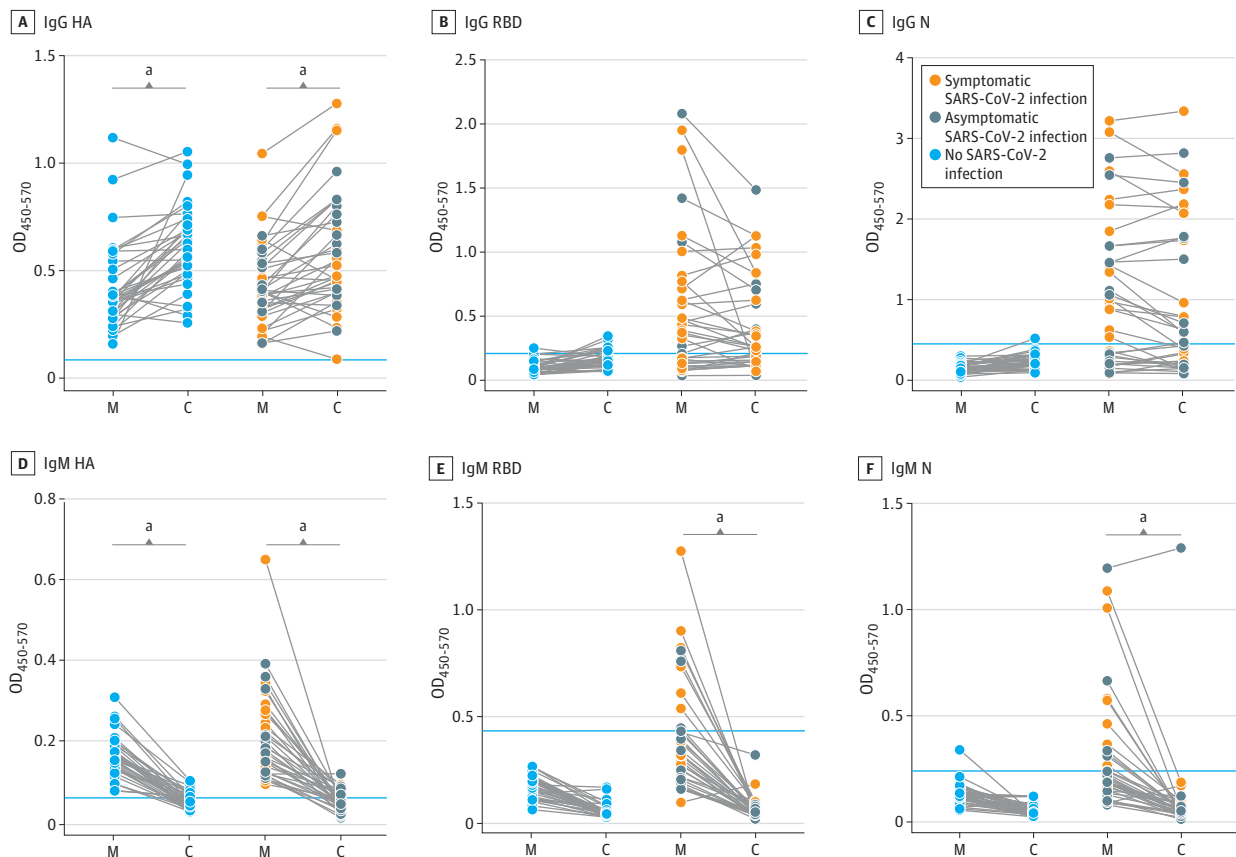 A IgG HA
1.5
1.0
0.5
0
OD450-570
a
a
M
C
M
C
B IgG RBD
2.5
2.0
1.5
1.0
0.5
0
OD450-570
M
C
M
C
C IgG N
4
3
2
1
0
OD450-570
Symptomatic
SARS-CoV-2 infection
Asymptomatic
SARS-CoV-2 infection
No SARS-CoV-2
infection
M
C
M
C
D IgM HA
0.8
0.6
0.4
0.2
0
OD450-570
a
a
M
C
M
C
E IgM RBD
1.5
1.0
0.5
0
OD450-570
a
M
C
M
C
F IgM N
1.5
1.0
0.5
0
OD450-570
a
M
C
M
C